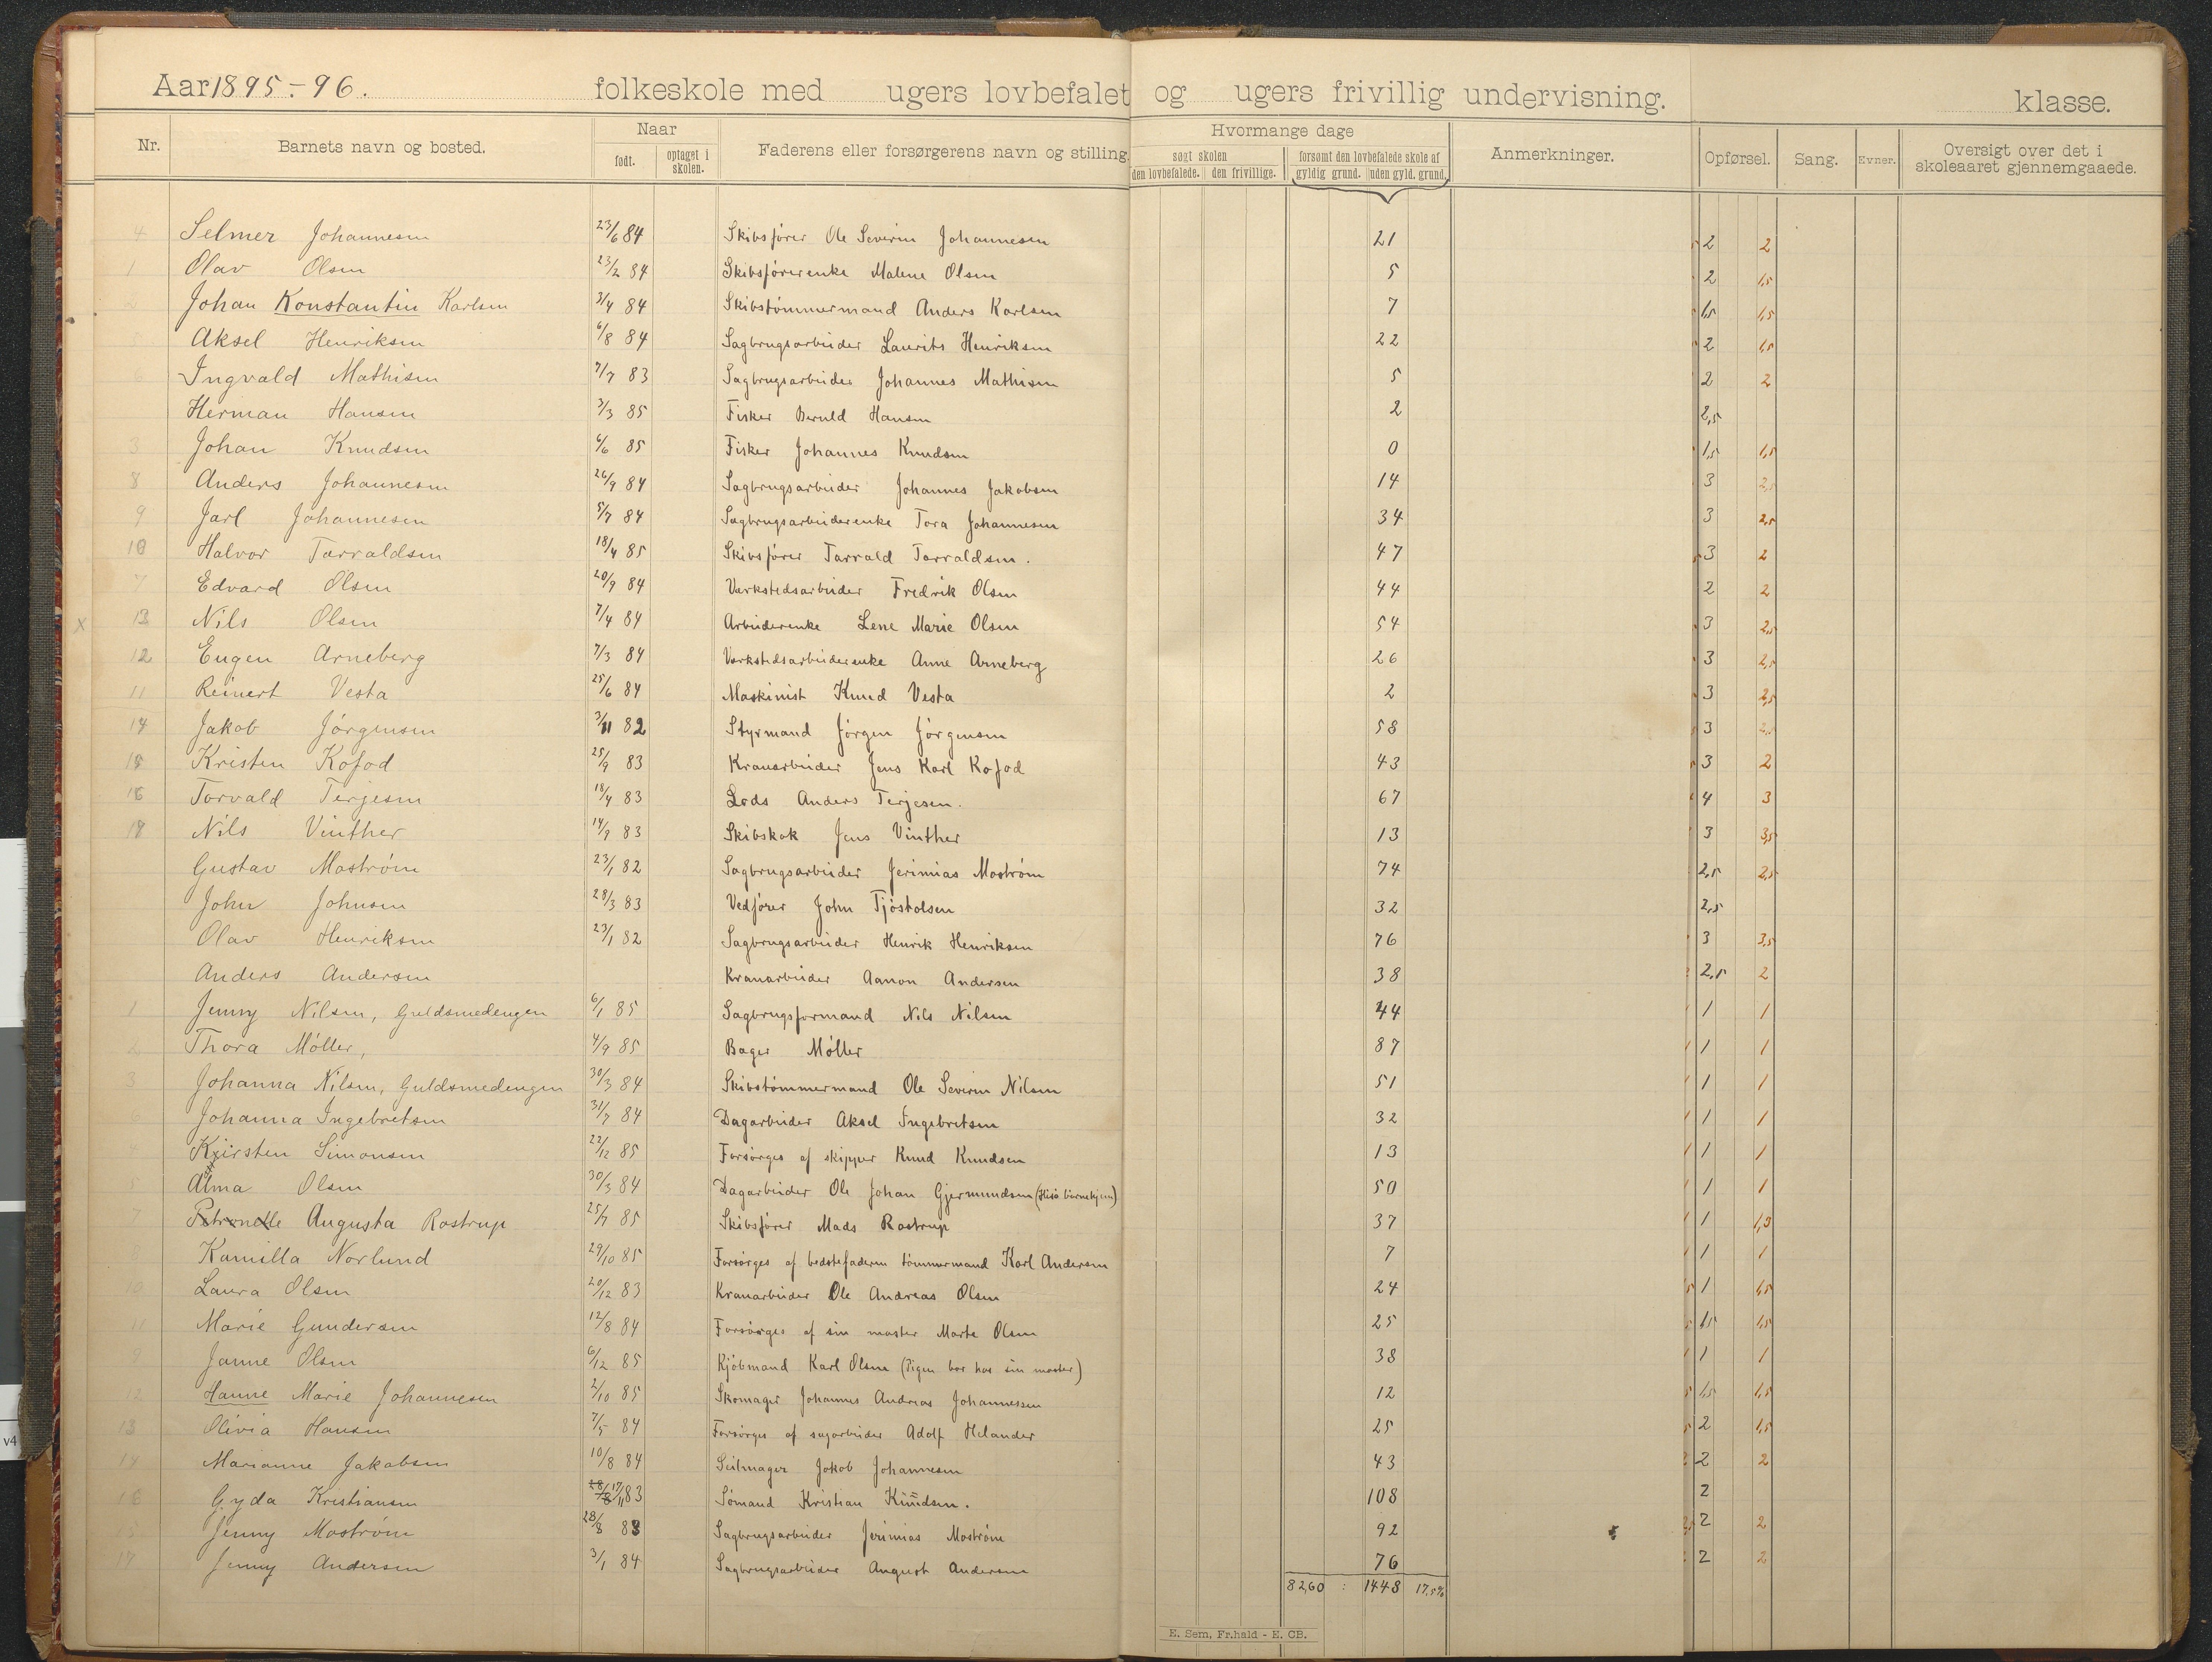 Aar 1895-96. folkeskole med ugers lovbefalet og ugers frivillig undervisning. klasse.
Nr. Barnets navn og bosted. Naar født. optaget i skolen. Faderens eller forsørgerens navn og stilling. Hvormange dage søgt skolen den lovbefalede. den frivillige. forsømt den lovbefalede skole af gyldig grund. uden gyld. grund. Anmerkninger. Opførsel. Sang. Evner. Oversigt over det i skoleaaret gjennemgaaede.
4 Selmer Johannesen 23/6 84 Skibsfører Ole Severin Johannesen 21 2 2
1 Olav Olsen 23/2 84 Skibsførerenke Malene Olsen 5 2 1,5
2 Johan Konstantin Karlsen 3/4 84 Skibstømmermand Anders Karlsen 7 1,5 1,5
Aksel Henriksen 6/8 84 Sagbrugsarbeider Laurits Henriksen 22 2 1,5
6 Ingvald Mathisen 7/7 83 Sagbrugsarbeider Johannes Mathisen 5 2 2
Herman Hansen 3/3 85 Fisker Hansen 2 2,5
3 Johan Knudsen 6/6 85 Fisker Johannes Knudsen 0 1,5 1,5
8 Anders Johannesen 26/9 84 Sagbrugsarbeider Johannes Jakobsen 14 3 2,5
9 Jarl Johannesen 5/7 84 Sagbrugsarbeiderenke Tora Johannesen 34 3 2,5
10 Halvor Tarraldsen 18/4 85 Skibsfører Tarrald Tarraldsen. 47 3 2
7 Edvard Olsen 20/9 84 Værkstedsarbeider Fredrik Olsen 44 2 2
x 13 Nils Olsen 7/4 84 Arbeiderenke Lene Marie Olsen 54 3 2,5
12 Eugen Arneberg 7/3 84 Værkstedsarbeiderenke Anne Arneberg 26 3 2,5
11 Reinert Vesta 25/6 84 Maskinist Knud Vesta 2 3 2,5
14 Jakob Jørgensen 3/11 82 Styrmand Jørgen Jørgensen 58 3 2,5
15 Kristen Kofod 25/9 83 Kranarbeider Jens Karl Kofod 43 3 2
16 Torvald Terjesen 18/4 83 Lods Anders Terjesen. 67 4 3
Nils Vinther 14/9 83 Skibskok Jens Vinther 13 3 3,5
Gustav Mostrøm 23/1 82 Sagbrugsarbeider Jerimias Mostrøm 74 2,5 2,5
John Johnsen 28/3 83 Vedfører John Tjøstolsen 32 2,5
Olav Henriksen 23/1 82 Sagbrugsarbeider Henrik Henriksen 76 3 3,5
Anders Andersen Kranarbeider Aanon Andersen 38 2,5 2
1 Jenny Nilsen, Guldsmedengen 6/1 85 Sagbrugsformand Nils Nilsen 44 1 1
2 Thora Møller, 4/9 85 Bager Møller 87 1 1
3 Johanna Nilsen, Guldsmedengen 30/3 84 Skibstømmermand Ole Severin Nilsen 51 1 1
6 Johanna Ingebretsen 31/7 84 Dagarbeider Aksel Ingebretsen 32 1 1
4 Kirsten Simonsen 22/12 85 Forsørges af skipper Knud Knudsen 13 1 1
5 Alma Olsen 30/3 84 Dagarbeider Ole Johan Gjermundsen (Hisø børnehjem) 50 1 1
7 Petronelle Augusta Rostrup 25/7 85 Skibsfører Mads Rostrup 37 1 1,5
8 Kamilla Norlund 29/10 85 Forsørges af bedstefaderen tømmermand Karl Andersen 7 1 1
10 Laura Olsen 20/12 83 Kranarbeider Ole Andreas Olsen 24 1 1,5
11 Marie Gundersen 12/8 84 Forsørges af sin moster Marte Olsen 25 1,5 1,5
9 Janne Olsen 6/12 85 Kjøbmand Karl Olsen (Pigen bor hos sin moster) 38 1 1
12 Hanne Marie Johannesen 2/10 85 Skomager Johannes Andreas Johannessen 12 1,5 1,5
13 Olivia Hansen 7/5 84 Forsørges af sagarbeider Adolf Helander 25 2 1,5
14 Marianne Jakobsen 10/8 84 Seilmager Jakob Johannesen 43 2 2
16 Gyda Kristiansen 28/8 17/11 83 Sømand Kristian Knudsen. 108 2
15 Jenny Mostrøm 28/8 83 Sagbrugsarbeider Jerimias Mostrøm 92 2 2
17 Jenny Andersen 3/1 84 Sagbrugsarbeider August Andersen 76 2 2
8260 : 1448 17,5%
E. Sem, Fr.hald - E. CB.
v4